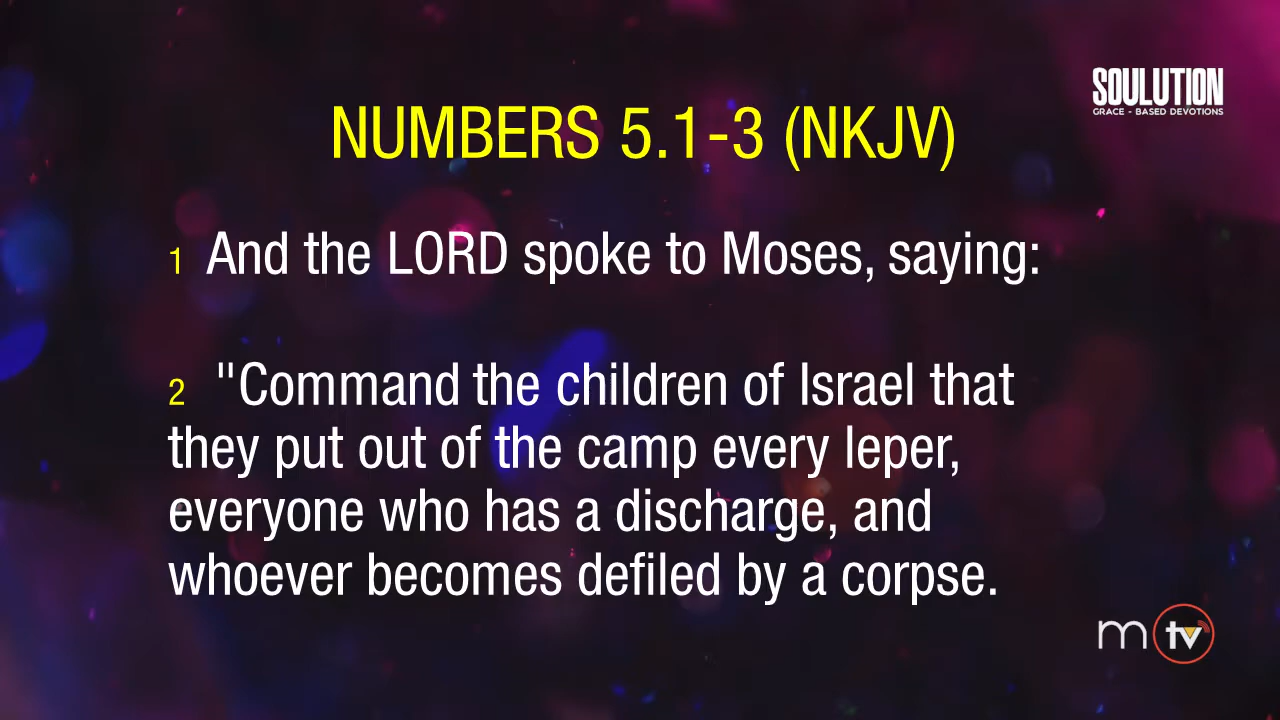 SOULUTION
GRACE - BASED DEVOTIONS
NUMBERS 5.1-3 (NKJV)
1 And the LORD spoke to Moses, saying:
2 "Command the children of Israel that
they put out of the camp every leper,
everyone who has a discharge, and
whoever becomes defiled by a corpse.
m tv